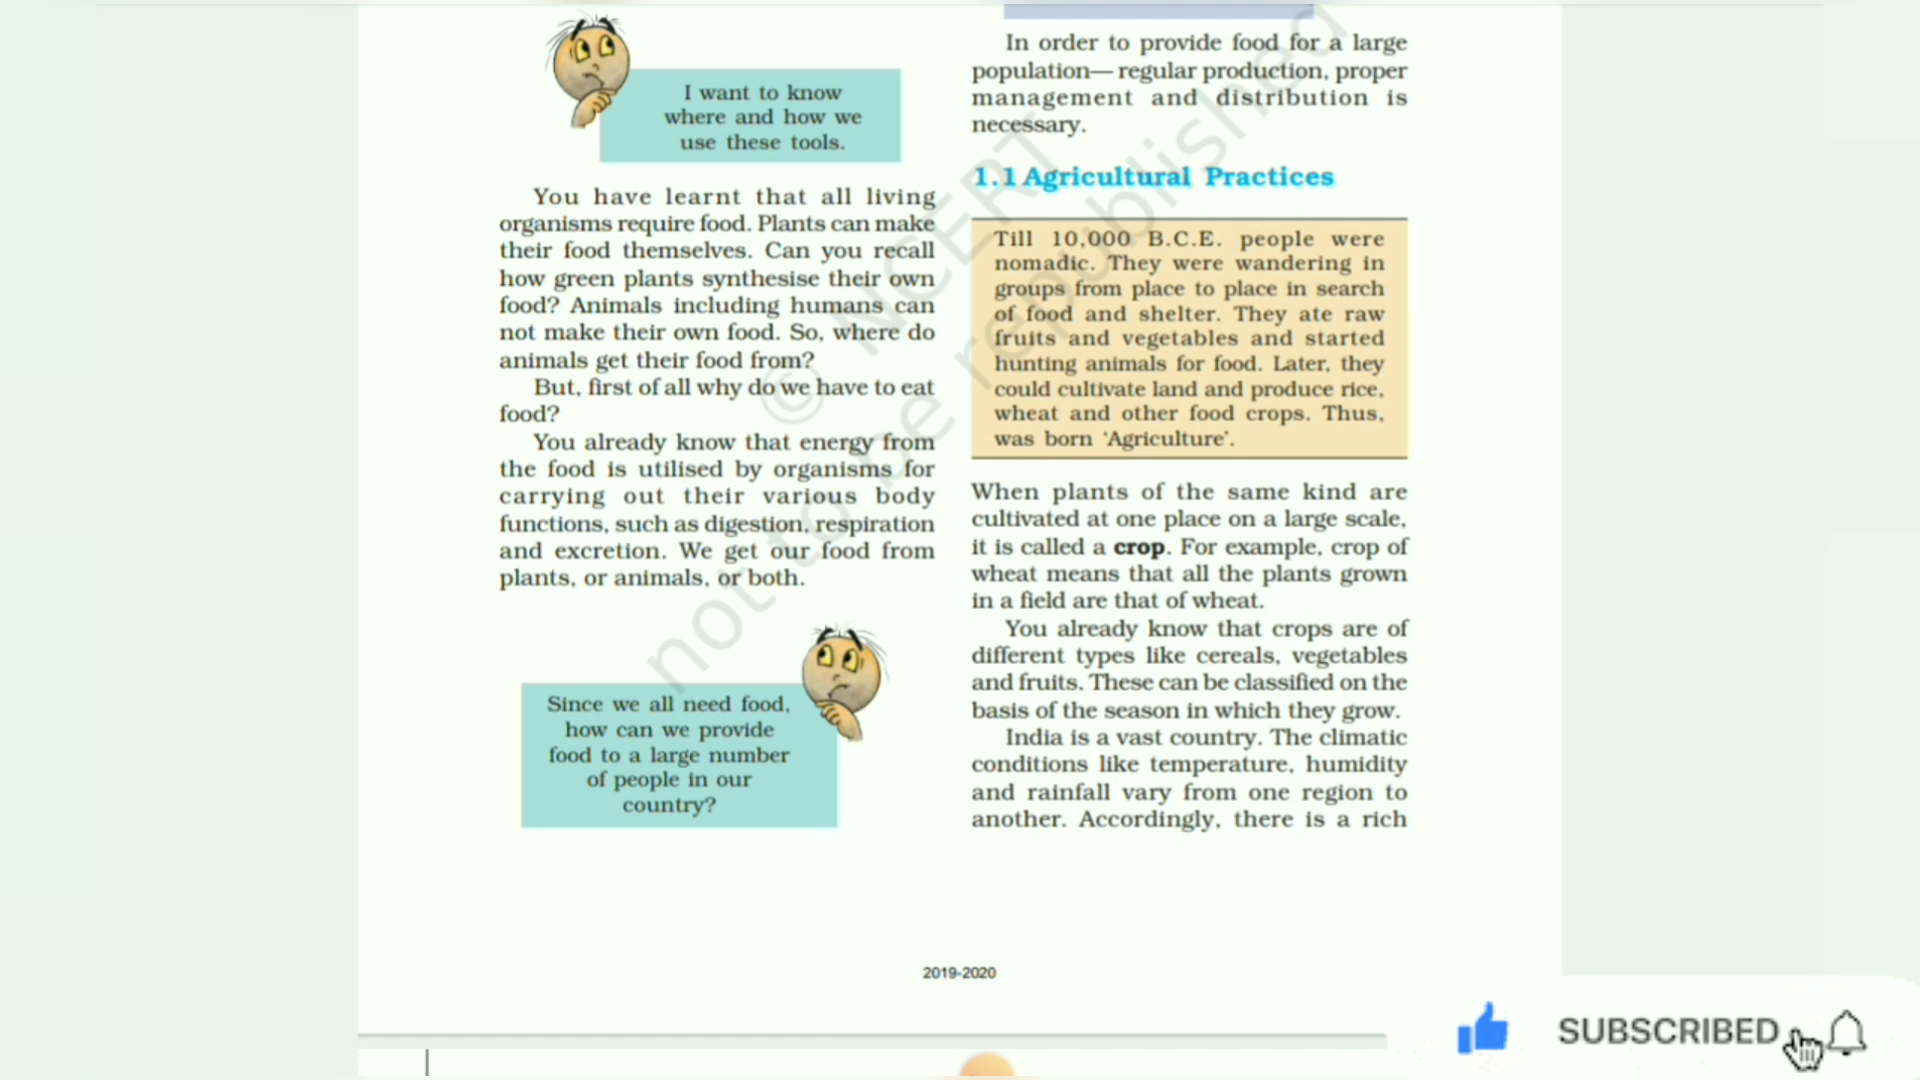 I want to know
where and how we
use these tools.
You have learnt that all living
organisms require food. Plants can make
their food themselves. Can you recall
how green plants synthesise their own
food? Animals including humans can
not make their own food. So, where do
animals get their food from?
But, first of all why do we have to eat
food?
You already know that energy from
the food is utilised by organisms for
carrying out their various body
functions, such as digestion, respiration
and excretion. We get our food from
plants, or animals, or both.
Since we all need food,
how can we provide
food to a large number
of people in our
country?
In order to provide food for a large
population— regular production, proper
management and distribution is
necessary.
1.1 Agricultural Practices
Till 10,000 B.C.E. people were
nomadic. They were wandering in
groups from place to place in search
of food and shelter. They ate raw
fruits and vegetables and started
hunting animals for food. Later, they
could cultivate land and produce rice,
wheat and other food crops. Thus,
was born ‘Agriculture’.
When plants of the same kind are
cultivated at one place on a large scale,
it is called a crop. For example, crop of
wheat means that all the plants grown
in a field are that of wheat.
You already know that crops are of
different types like cereals, vegetables
and fruits. These can be classified on the
basis of the season in which they grow.
India is a vast country. The climatic
conditions like temperature, humidity
and rainfall vary from one region to
another. Accordingly, there is a rich
© NCERT
not to be republished
2019-2020
SUBSCRIBED